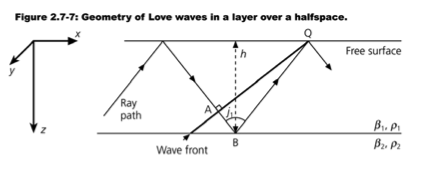 Figure 2.7-7: Geometry of Love waves in a layer over a halfspace.
x
y
z
h
Q
Free surface
Ray
path
A
j₁
B
Wave front
β₁, ρ₁
β₂, ρ₂